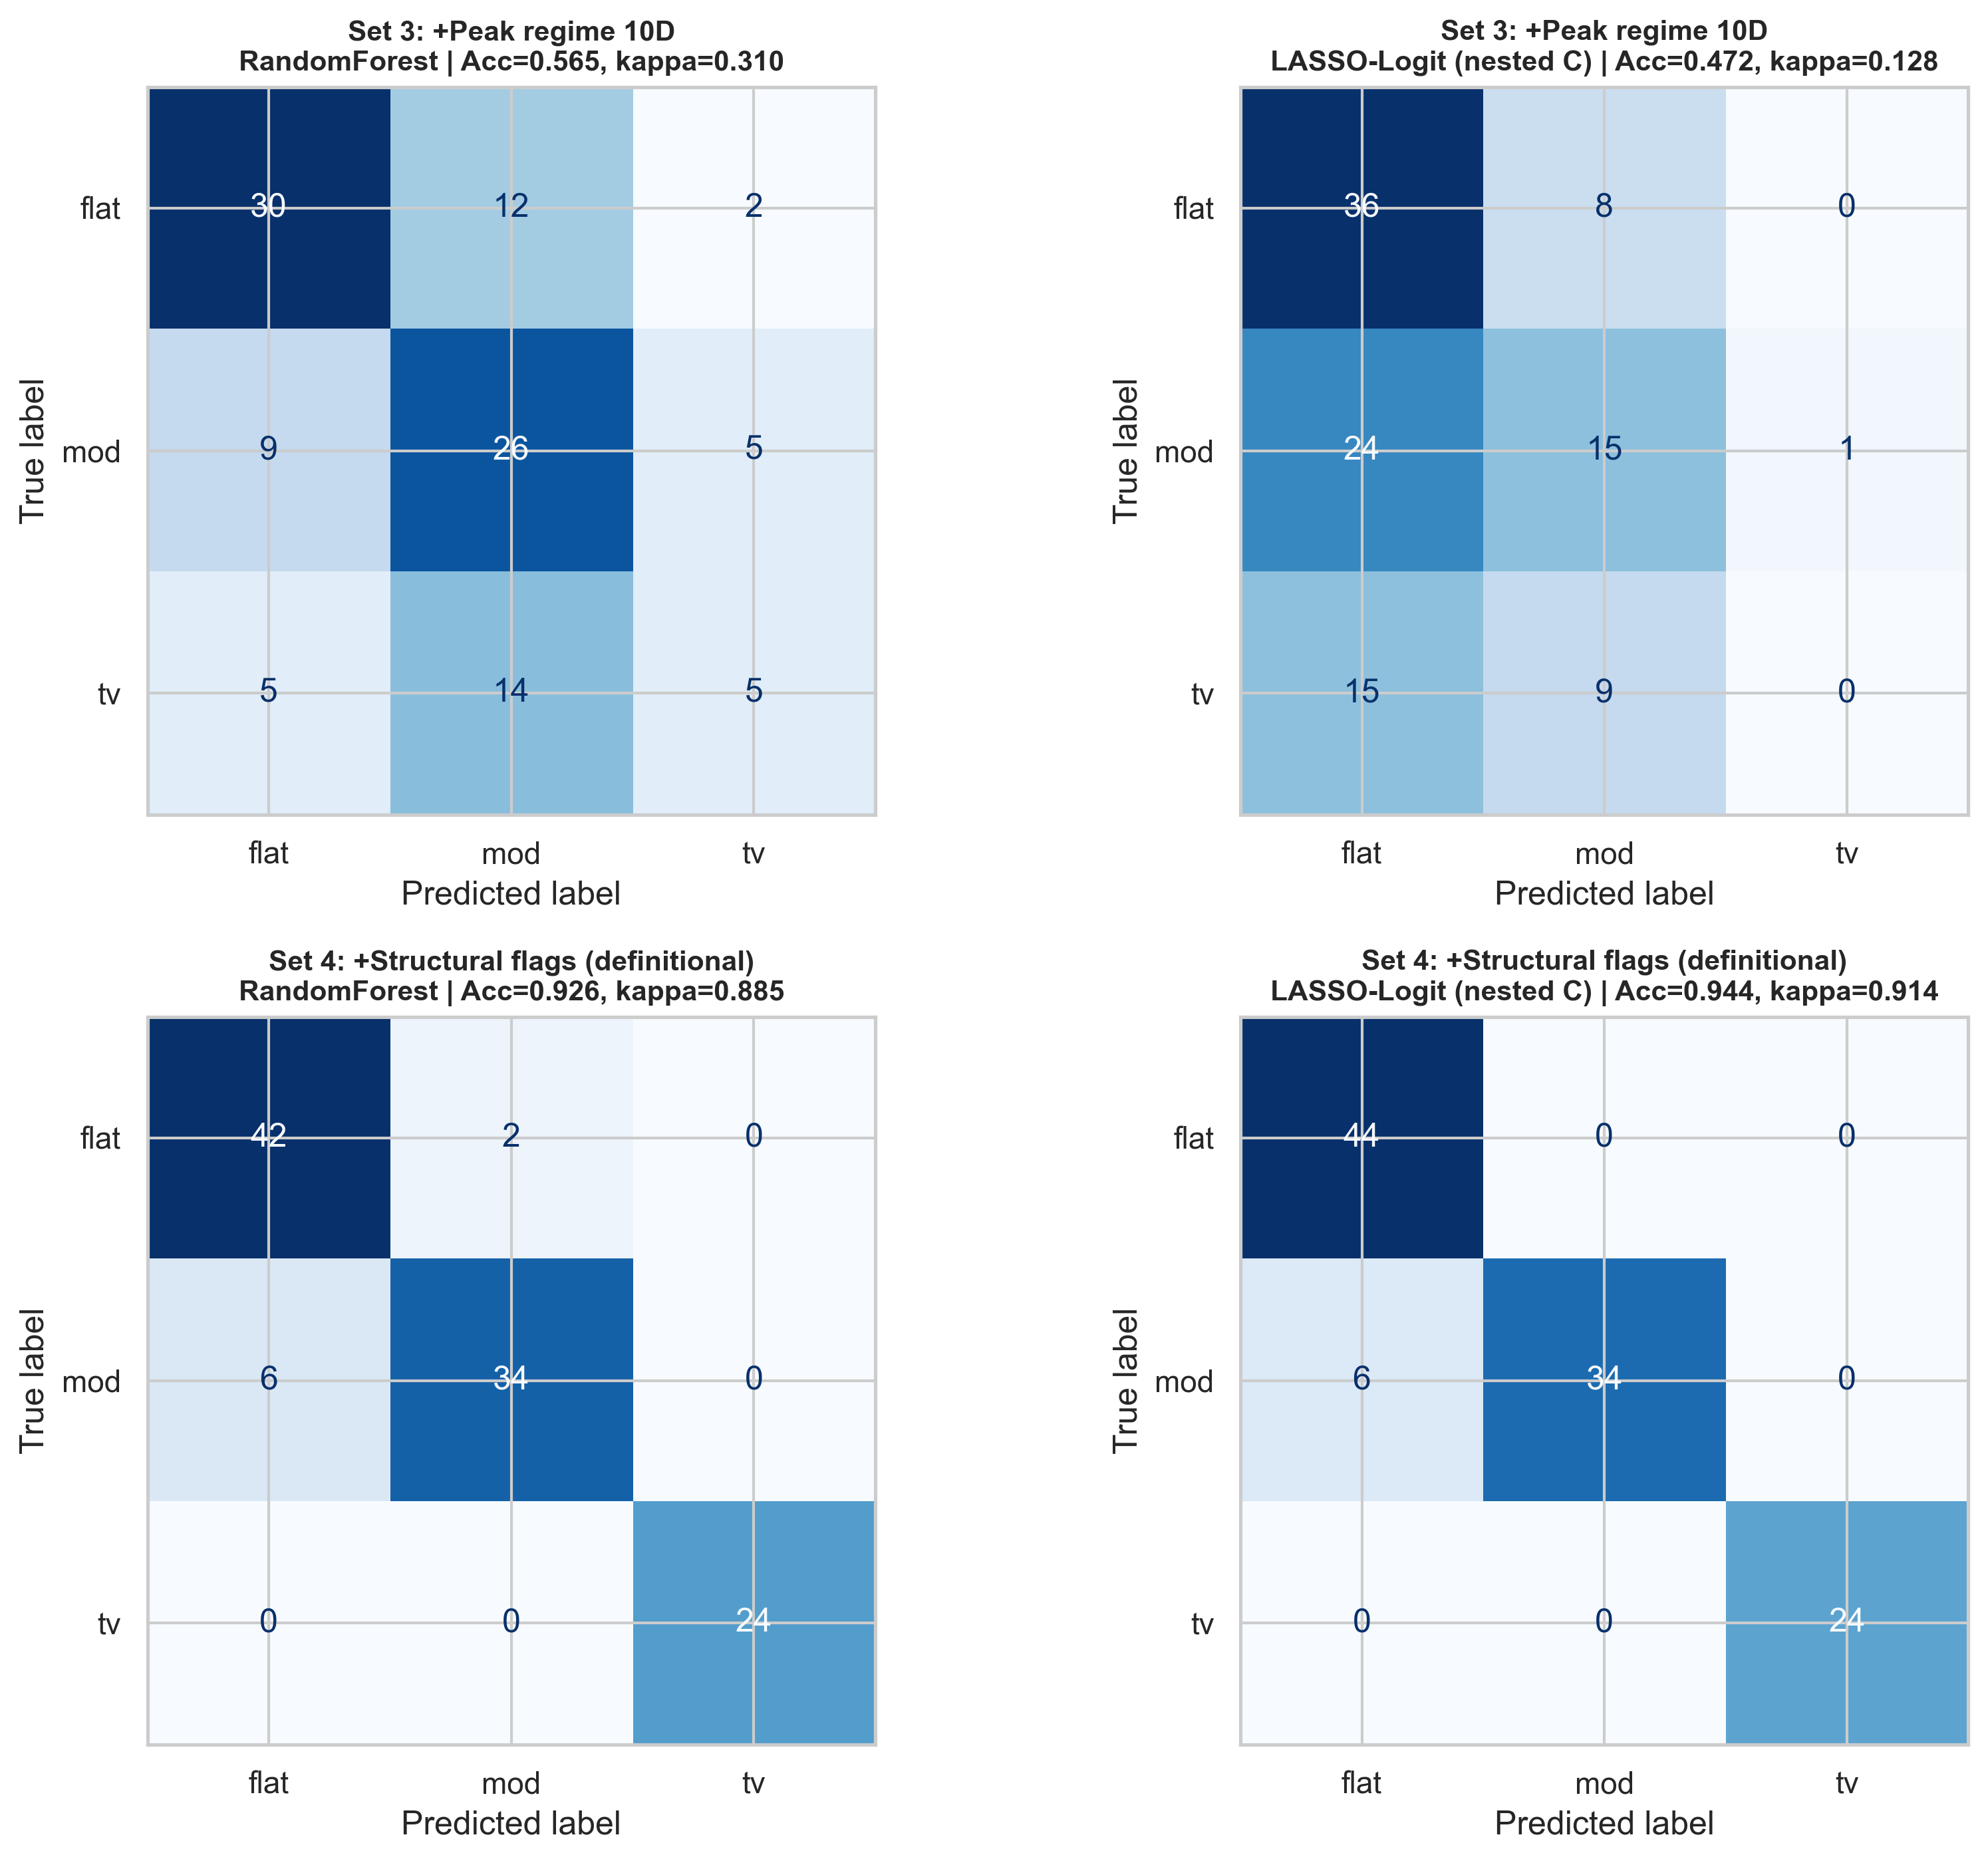 Set 3: +Peak regime 10D
RandomForest | Acc=0.565, kappa=0.310
True label
flat
30 12 2
mod
9 26 5
tv
5 14 5
flat mod tv
Predicted label
Set 3: +Peak regime 10D
LASSO-Logit (nested C) | Acc=0.472, kappa=0.128
True label
flat
36 8 0
mod
24 15 1
tv
15 9 0
flat mod tv
Predicted label
Set 4: +Structural flags (definitional)
RandomForest | Acc=0.926, kappa=0.885
True label
flat
42 2 0
mod
6 34 0
tv
0 0 24
flat mod tv
Predicted label
Set 4: +Structural flags (definitional)
LASSO-Logit (nested C) | Acc=0.944, kappa=0.914
True label
flat
44 0 0
mod
6 34 0
tv
0 0 24
flat mod tv
Predicted label